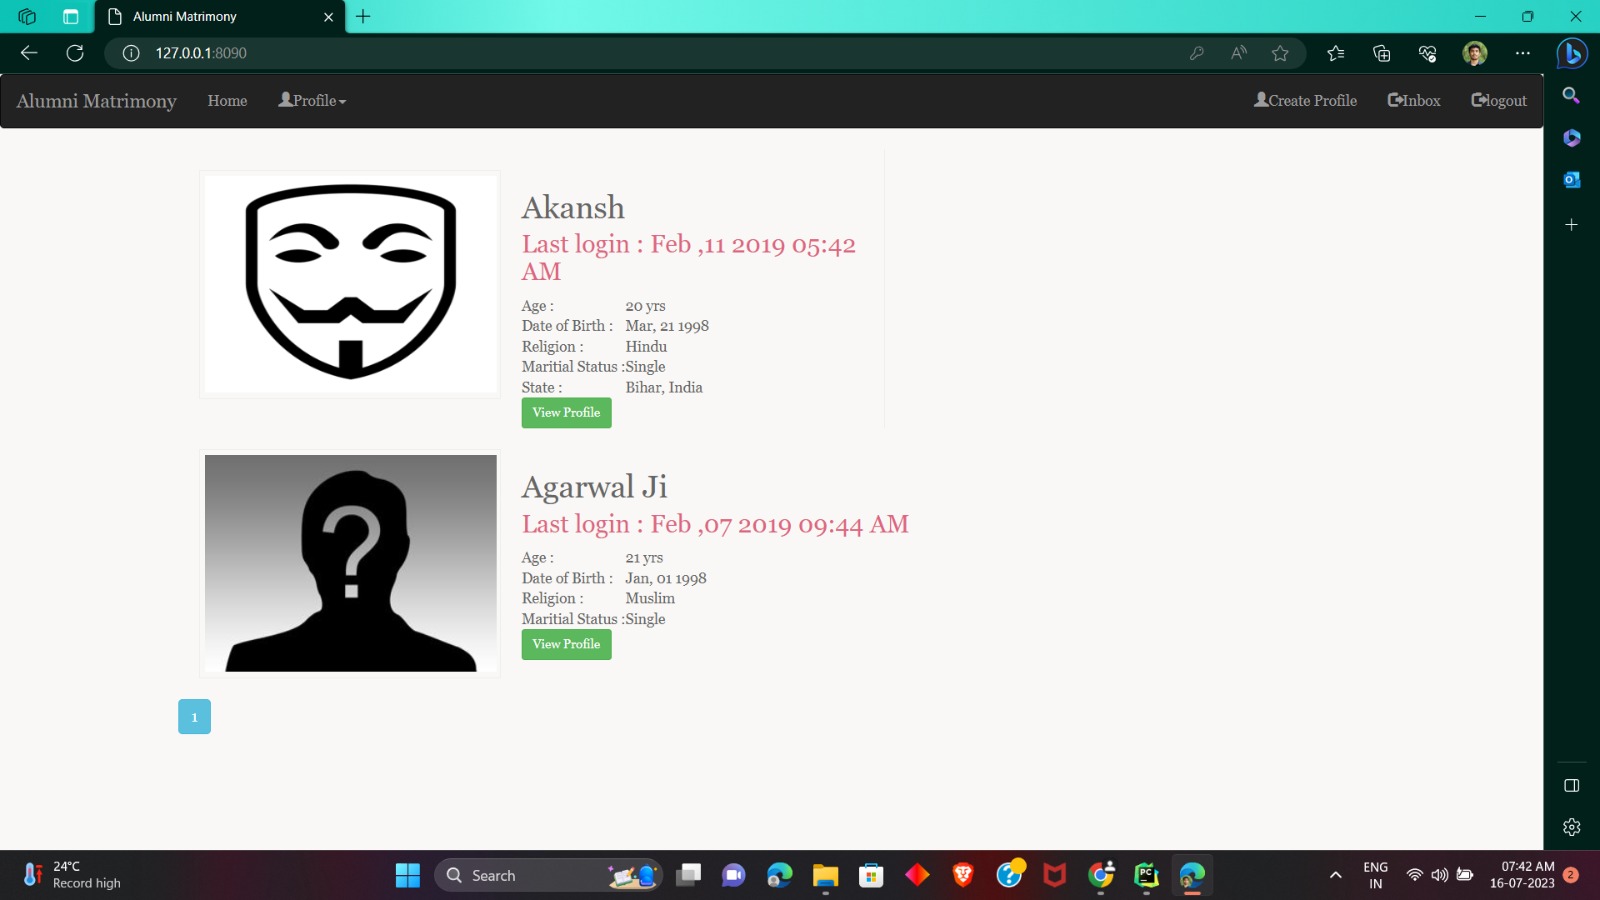 Alumni Matrimony
127.0.0.1:8090
Alumni Matrimony Home Profile Create Profile Inbox logout
Akansh
Last login : Feb ,11 2019 05:42
AM
Age : 20 yrs
Date of Birth : Mar, 21 1998
Religion : Hindu
Maritial Status :Single
State : Bihar, India
View Profile
?
Agarwal Ji
Last login : Feb ,07 2019 09:44 AM
Age : 21 yrs
Date of Birth : Jan, 01 1998
Religion : Muslim
Maritial Status :Single
View Profile
1
24°C
Record high
Search
PC
ENG
IN
07:42 AM
16-07-2023
2